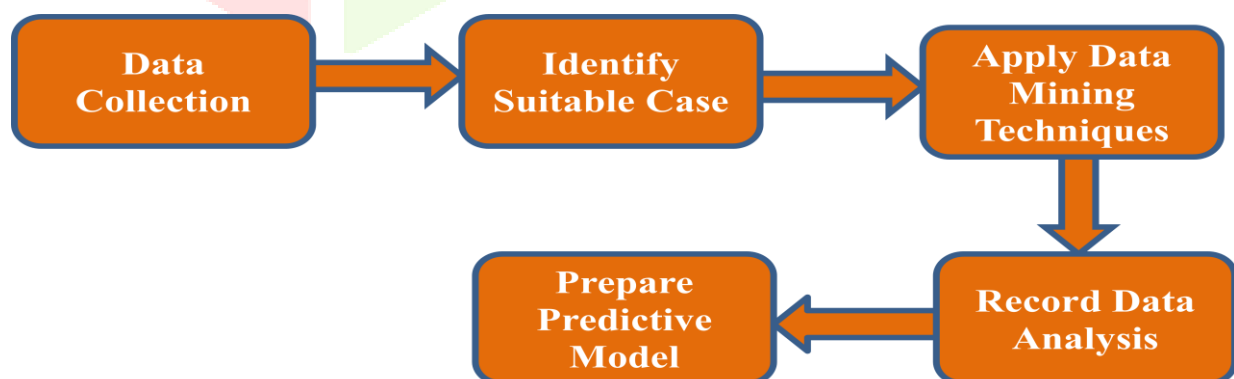 Data
Collection
Identify
Suitable Case
Apply Data
Mining
Techniques
Record Data
Analysis
Prepare
Predictive
Model